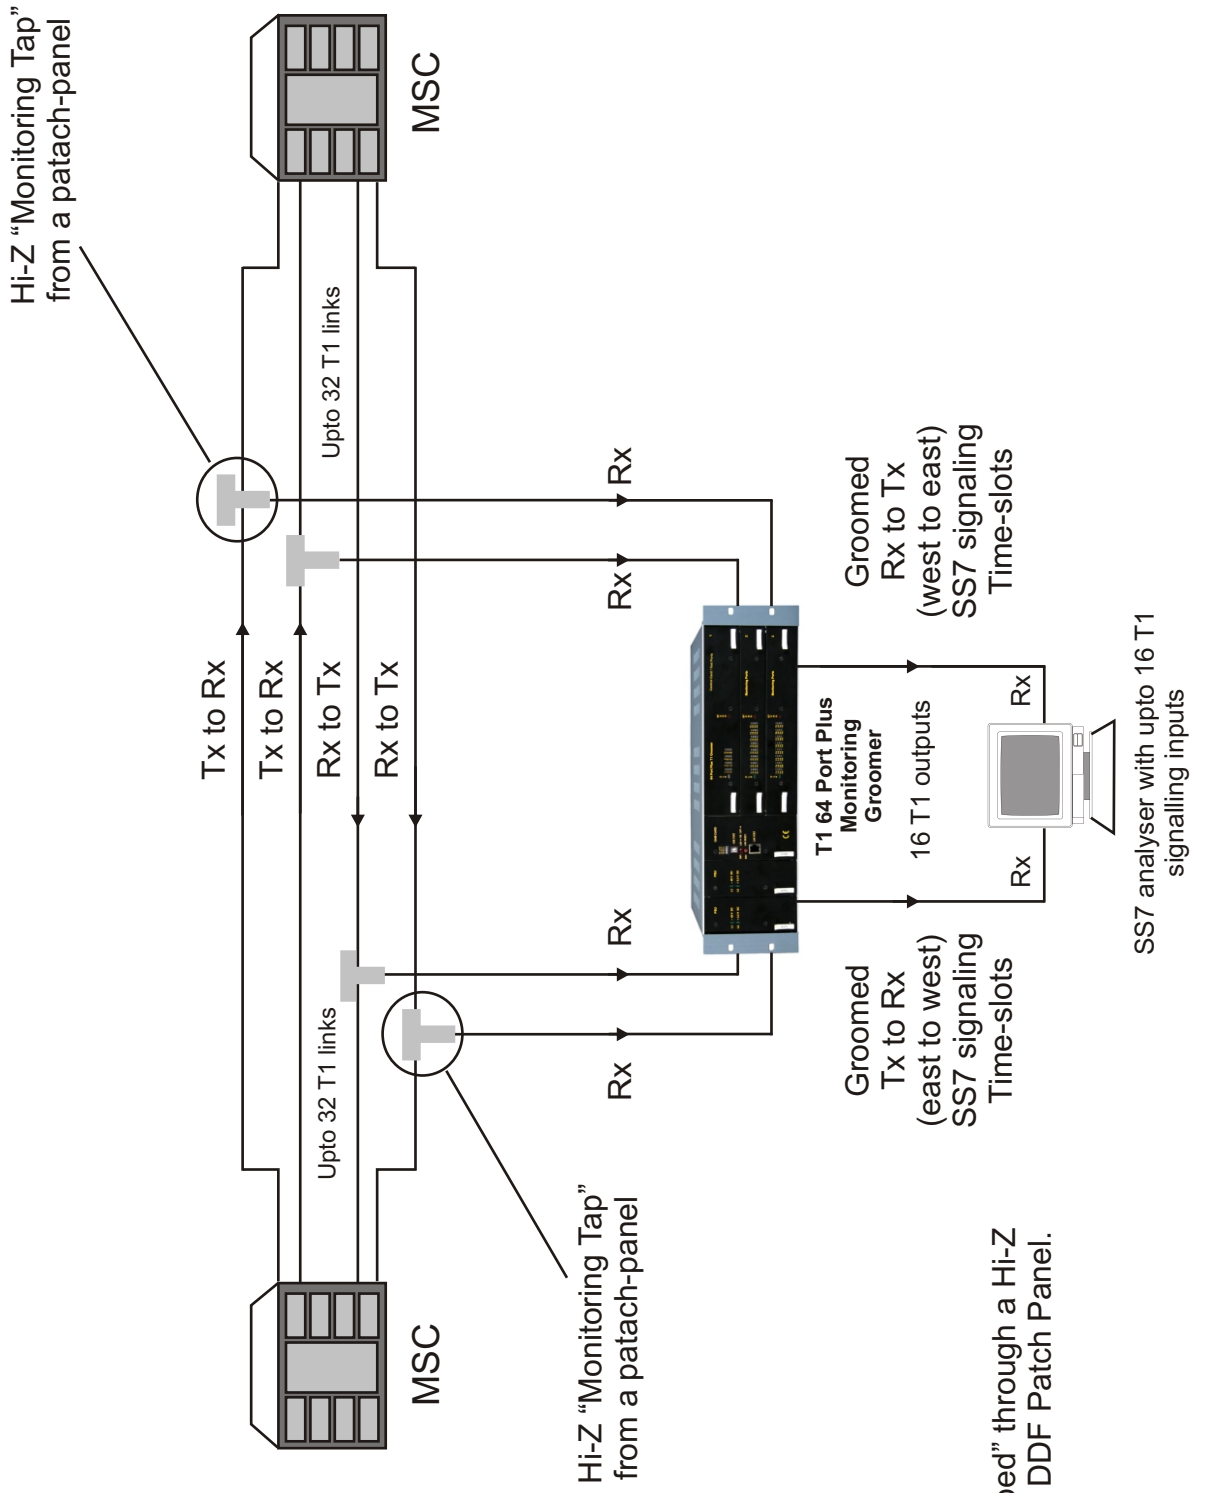 Hi-Z “Monitoring Tap”
from a patach-panel
MSC
MSC
Upto 32 T1 links
Upto 32 T1 links
Tx to Rx
Tx to Rx
Rx to Tx
Rx to Tx
Hi-Z “Monitoring Tap”
from a patach-panel
Rx
Rx
Rx
Rx
T1 64 Port Plus
Monitoring
Groomer
16 T1 outputs
Groomed
Tx to Rx
(east to west)
SS7 signaling
Time-slots
Groomed
Rx to Tx
(west to east)
SS7 signaling
Time-slots
Rx
Rx
SS7 analyser with upto 16 T1
signalling inputs
through a Hi-Z
DDF Patch Panel.